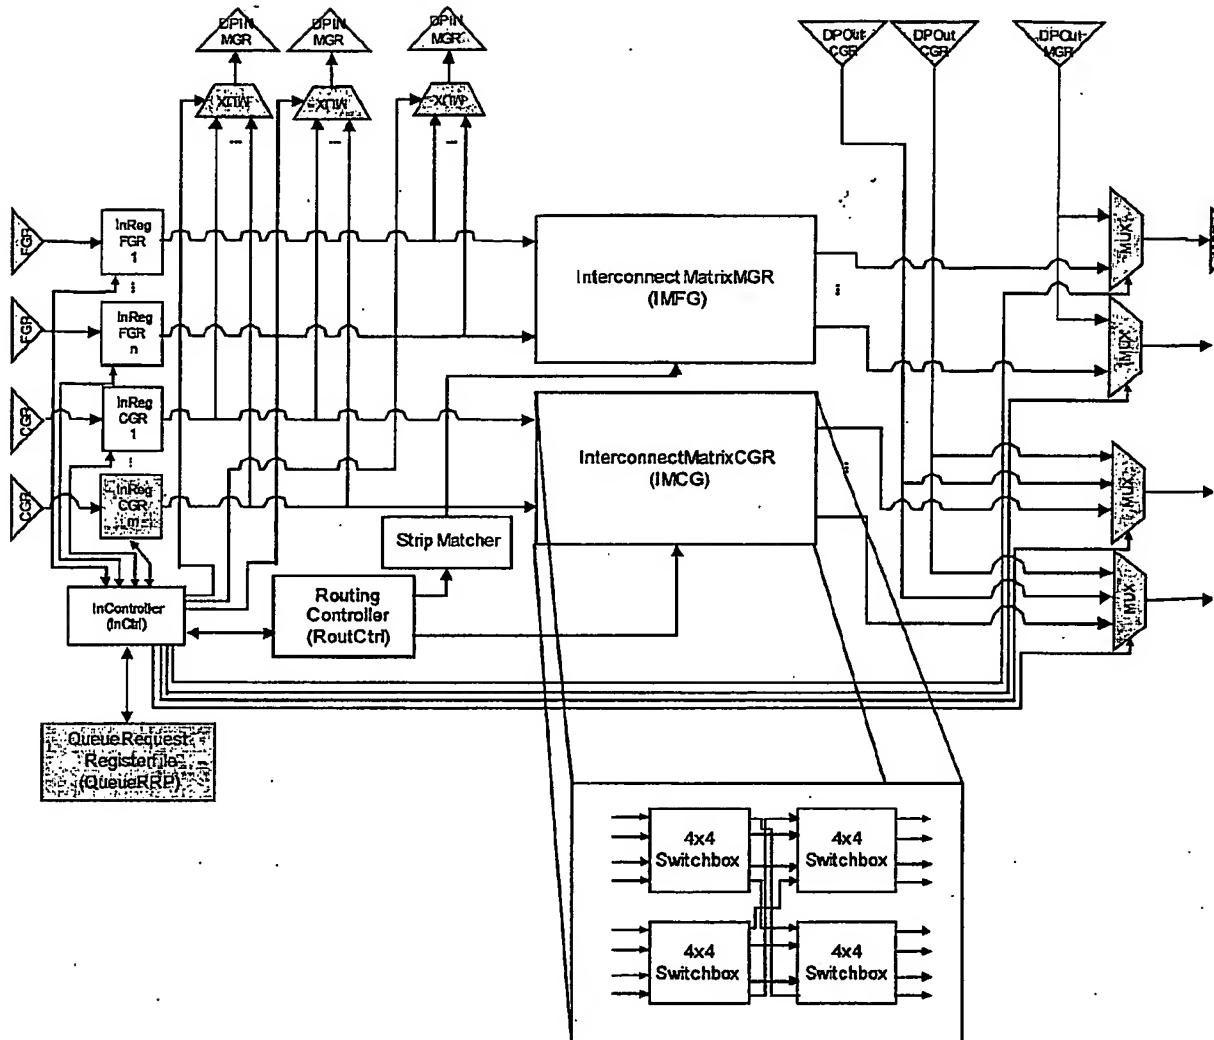 DPIN
MGR
DPIN
MGR
DPIN
MGR
DPOut
CGR
DPOut
CGR
DPOut
MGR
MUX
MUX
MUX
FGR
InReg
FGR
1
FGR
InReg
FGR
n
CGR
InReg
CGR
1
CGR
InReg
CGR
m
Interconnect MatrixMGR
(IMFG)
InterconnectMatrixCGR
(IMCG)
MUX
MUX
MUX
MUX
Strip Matcher
Routing
Controller
(RoutCtrl)
InController
(InCtrl)
QueueRequest
Registerfile
(QueueRRP)
4x4
Switchbox
4x4
Switchbox
4x4
Switchbox
4x4
Switchbox